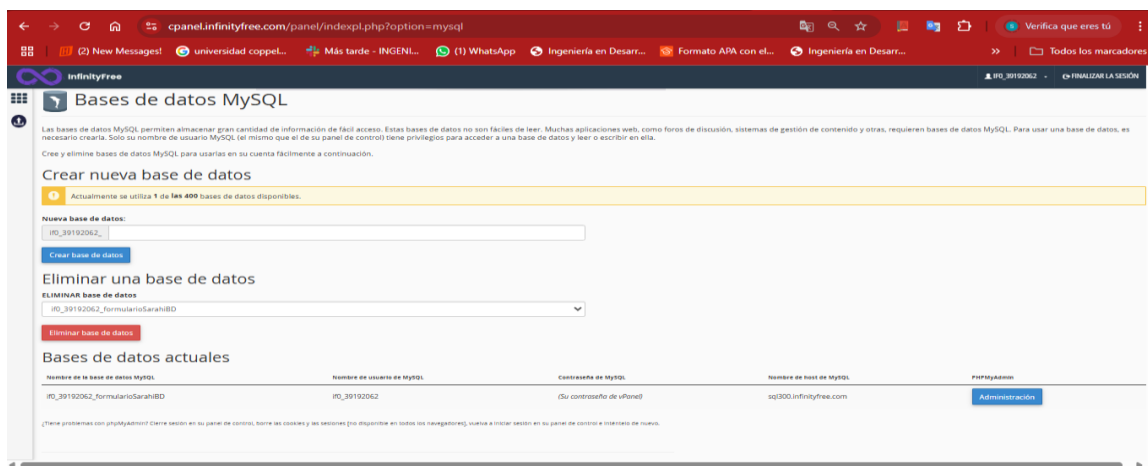 cpanel.infinityfree.com/panel/indexpl.php?option=mysql
Verifica que eres tú
(2) New Messages!
universidad coppel...
Más tarde - INGENI...
(1) WhatsApp
Ingeniería en Desarr...
Formato APA con el...
Ingeniería en Desarr...
»
Todos los marcadores
InfinityFree
IF0_39192062
FINALIZAR LA SESIÓN
Bases de datos MySQL
Las bases de datos MySQL permiten almacenar gran cantidad de información de fácil acceso. Estas bases de datos no son fáciles de leer. Muchas aplicaciones web, como foros de discusión, sistemas de gestión de contenido y otras, requieren bases de datos MySQL. Para usar una base de datos, es
necesario crearla. Solo su nombre de usuario MySQL (el mismo que el de su panel de control) tiene privilegios para acceder a una base de datos y leer o escribir en ella.
Cree y elimine bases de datos MySQL para usarlas en su cuenta fácilmente a continuación.
Crear nueva base de datos
Actualmente se utiliza 1 de las 400 bases de datos disponibles.
Nueva base de datos:
if0_39192062_
Crear base de datos
Eliminar una base de datos
ELIMINAR base de datos
if0_39192062_formularioSarahiBD
Eliminar base de datos
Bases de datos actuales
Nombre de la base de datos MySQL Nombre de usuario de MySQL Contraseña de MySQL Nombre de host de MySQL PHPMyAdmin
if0_39192062_formularioSarahiBD if0_39192062 (Su contraseña de vPanel) sql300.infinityfree.com Administración
¿Tiene problemas con phpMyAdmin? Cierre sesión en su panel de control, borre las cookies y las sesiones (no disponible en todos los navegadores), vuelva a iniciar sesión en su panel de control e inténtelo de nuevo.